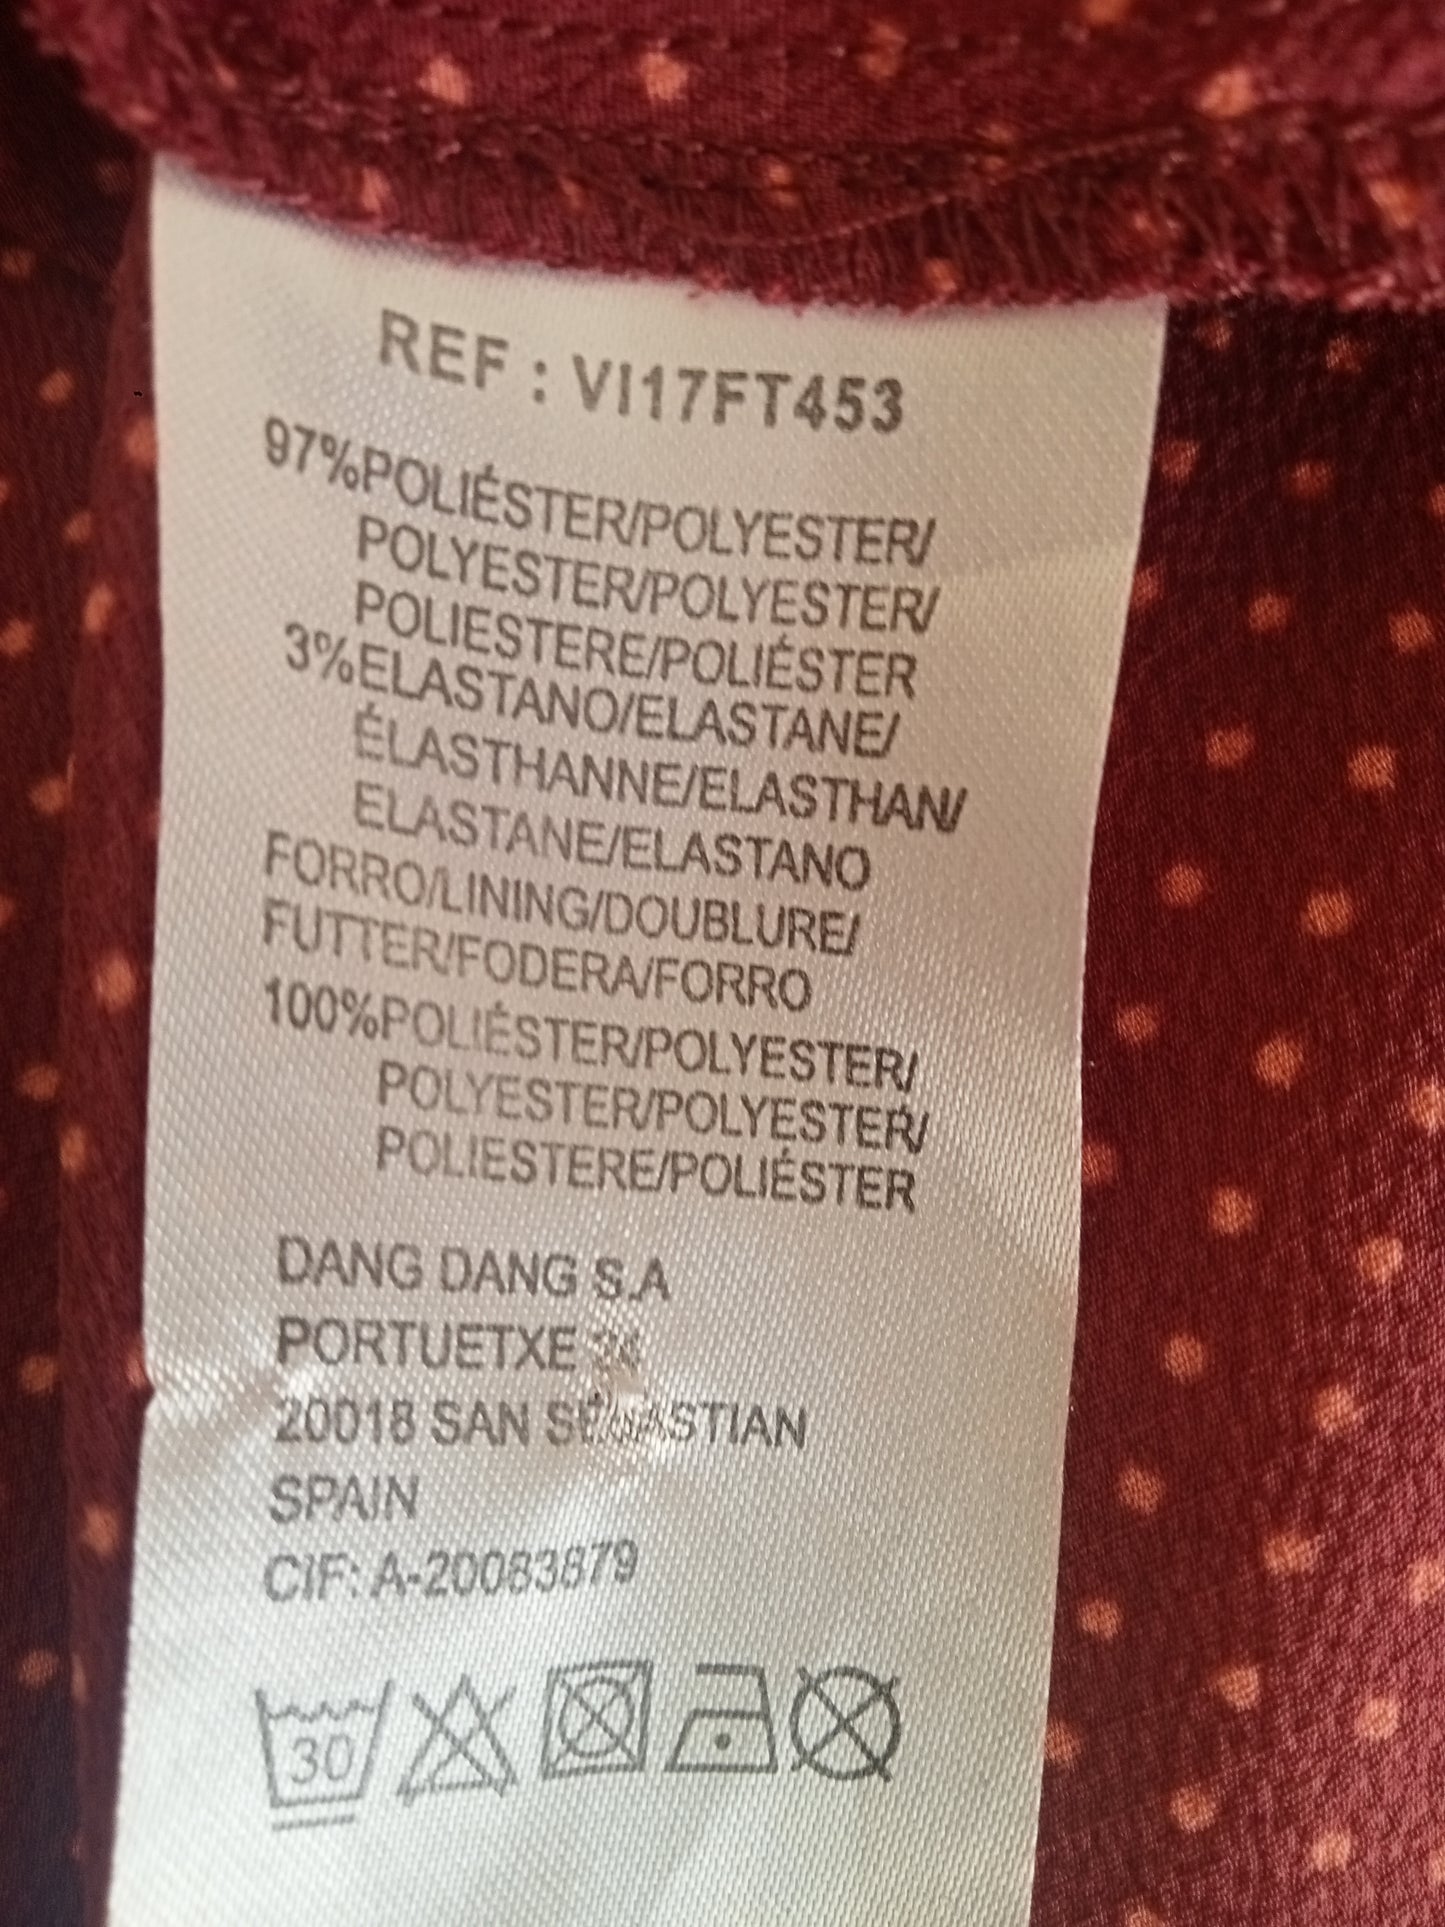 REF : VI17FT453
97%POLIÉSTER/POLYESTER/
POLYESTER/POLYESTER/
POLIESTERE/POLIÉSTER
3%ELASTANO/ELASTANE/
ÉLASTHANNE/ELASTHAN/
ELASTANE/ELASTANO
FORRO/LINING/DOUBLURE/
FUTTER/FODERA/FORRO
100%POLIÉSTER/POLYESTER/
POLYESTER/POLYESTER/
POLIESTERE/POLIÉSTER
DANG DANG S.A
PORTUETXE
20018 SAN SEBASTIAN
SPAIN
CIF: A-20083879
30